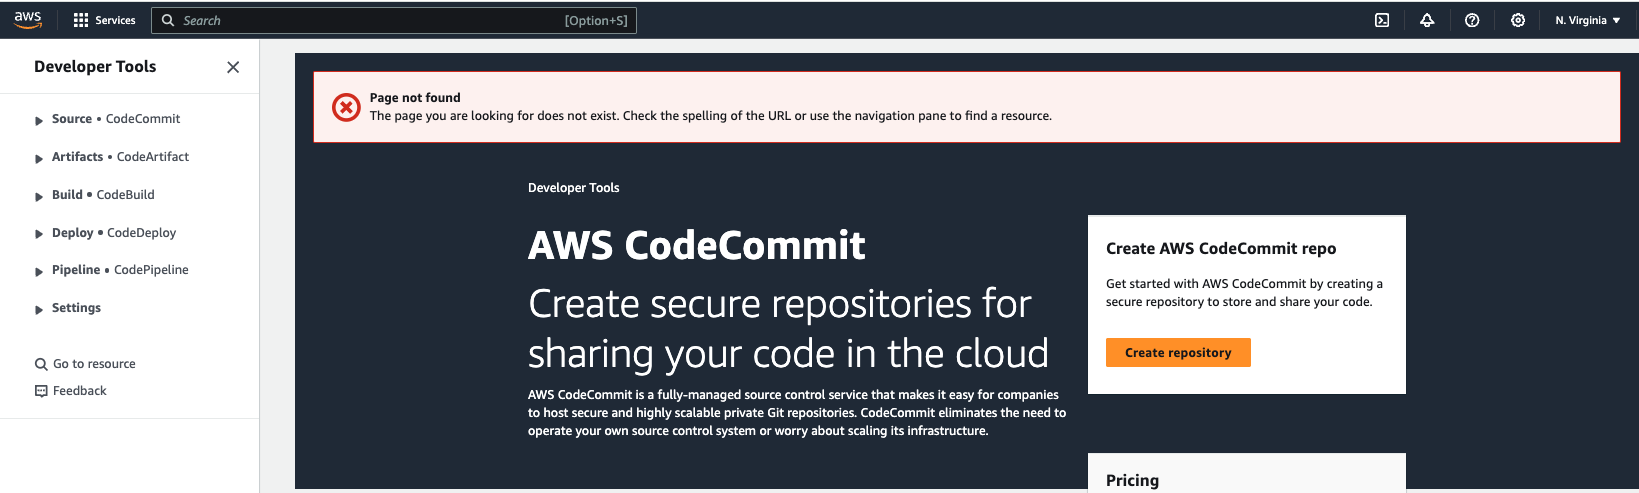 aws Services Search [Option+S] N. Virginia
Developer Tools
Source • CodeCommit
Artifacts • CodeArtifact
Build • CodeBuild
Deploy • CodeDeploy
Pipeline • CodePipeline
Settings
Go to resource
Feedback
Page not found
The page you are looking for does not exist. Check the spelling of the URL or use the navigation pane to find a resource.
Developer Tools
AWS CodeCommit
Create secure repositories for
sharing your code in the cloud
AWS CodeCommit is a fully-managed source control service that makes it easy for companies
to host secure and highly scalable private Git repositories. CodeCommit eliminates the need to
operate your own source control system or worry about scaling its infrastructure.
Create AWS CodeCommit repo
Get started with AWS CodeCommit by creating a
secure repository to store and share your code.
Create repository
Pricing